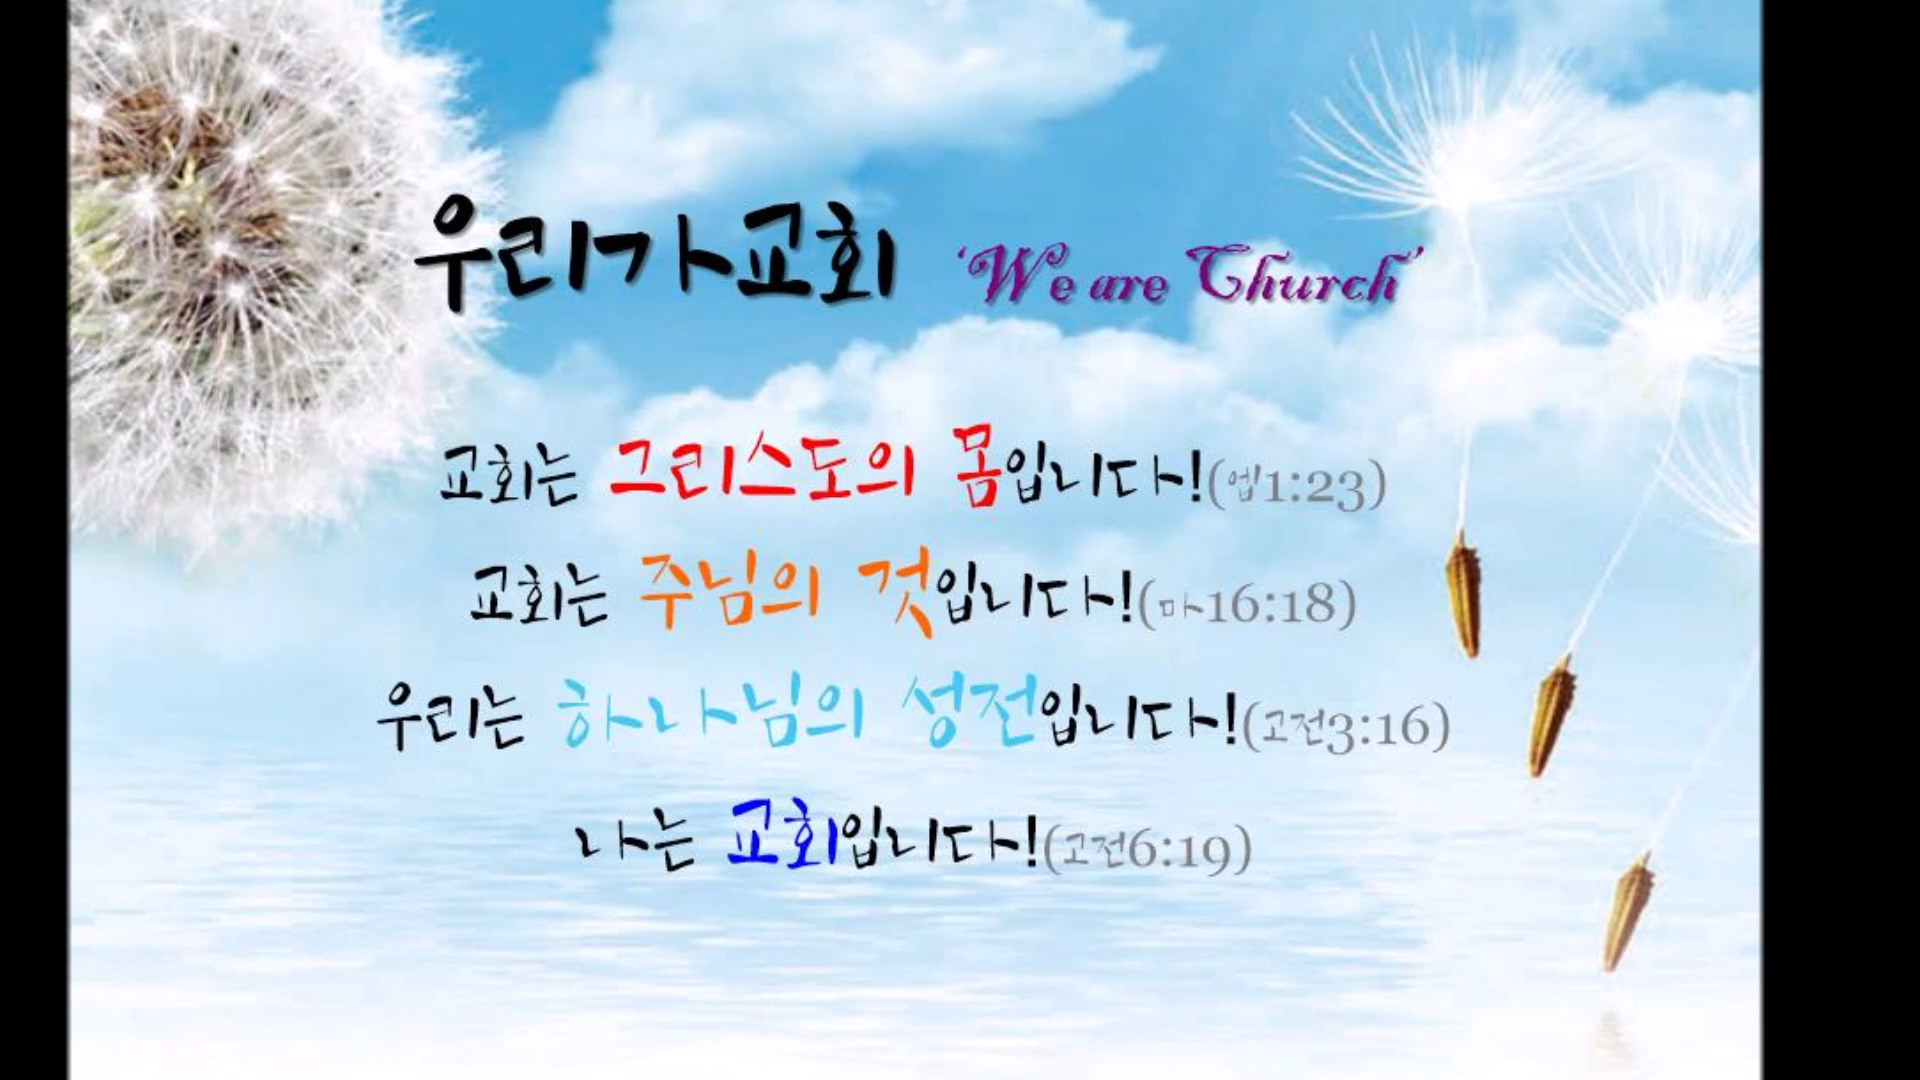 우리가교회 ‘We are Church’
교회는 그리스도의 몸입니다!(엡1:23)
교회는 주님의 것입니다!(마16:18)
우리는 하나님의 성전입니다!(고전3:16)
나는 교회입니다!(고전6:19)